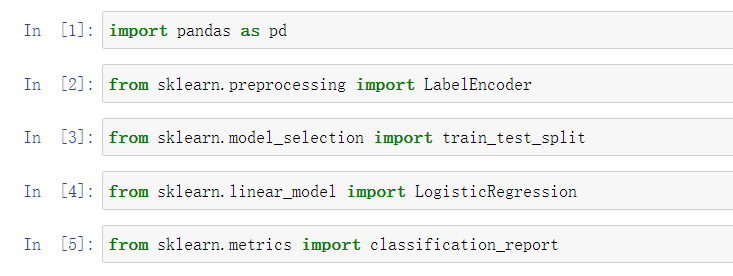 In [1]: import pandas as pd
In [2]: from sklearn.preprocessing import LabelEncoder
In [3]: from sklearn.model_selection import train_test_split
In [4]: from sklearn.linear_model import LogisticRegression
In [5]: from sklearn.metrics import classification_report